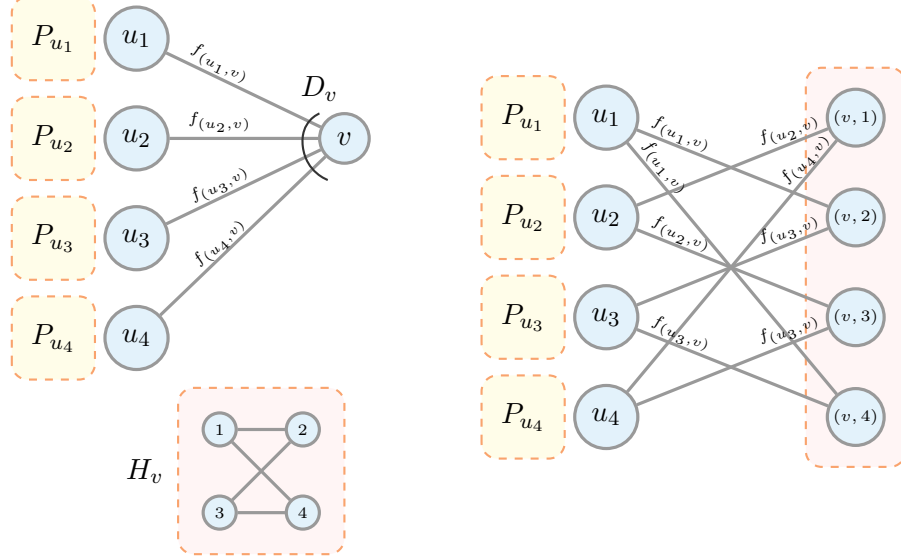 P_{u_1} u_1
f_{(u_1,v)}
D_v
P_{u_2} u_2 f_{(u_2,v)} v
P_{u_3} u_3 f_{(u_3,v)}
f_{(u_4,v)}
P_{u_4} u_4
H_v
1 2
3 4
P_{u_1} u_1 f_{(u_1,v)} f_{(u_2,v)} (v, 1)
f_{(u_1,v)} f_{(u_4,v)}
P_{u_2} u_2 f_{(u_2,v)} f_{(u_3,v)} (v, 2)
P_{u_3} u_3 f_{(u_3,v)} f_{(u_3,v)} (v, 3)
P_{u_4} u_4 (v, 4)